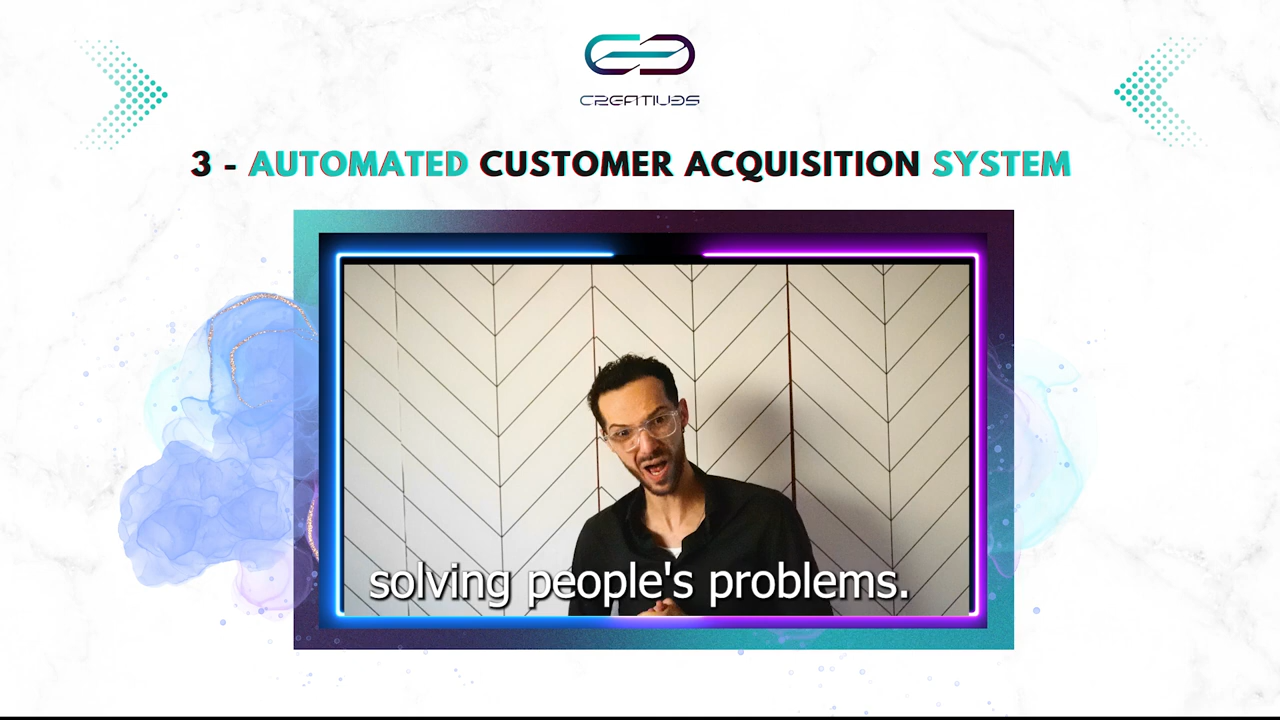 CREATIVES
3 - AUTOMATED CUSTOMER ACQUISITION SYSTEM
solving people's problems.